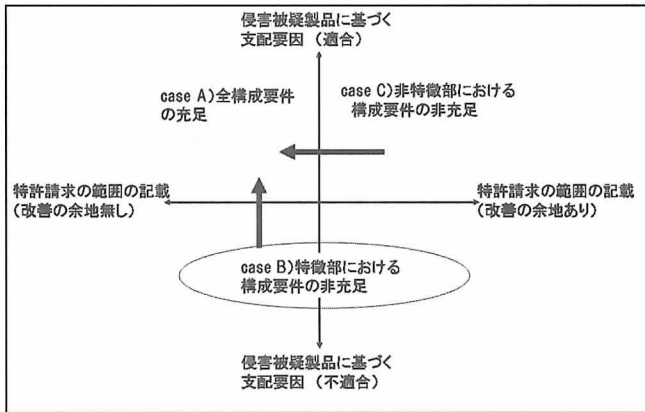 侵害被疑製品に基づく
支配要因（適合）
case A)全構成要件
の充足
case C)非特徴部における
構成要件の非充足
特許請求の範囲の記載
(改善の余地無し)
特許請求の範囲の記載
(改善の余地あり)
case B)特徴部における
構成要件の非充足
侵害被疑製品に基づく
支配要因（不適合）